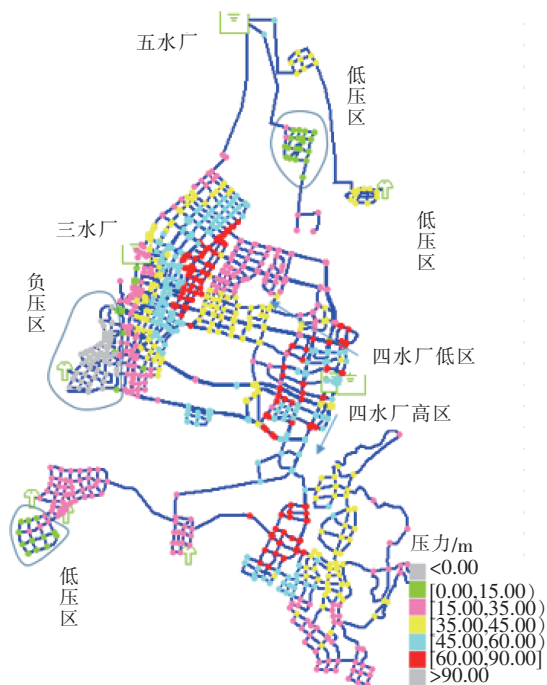 五水厂
低压区
三水厂
低压区
负压区
四水厂低区
四水厂高区
低压区
压力/m
<0.00
[0.00,15.00)
[15.00,35.00)
[35.00,45.00)
[45.00,60.00)
[60.00,90.00]
>90.00